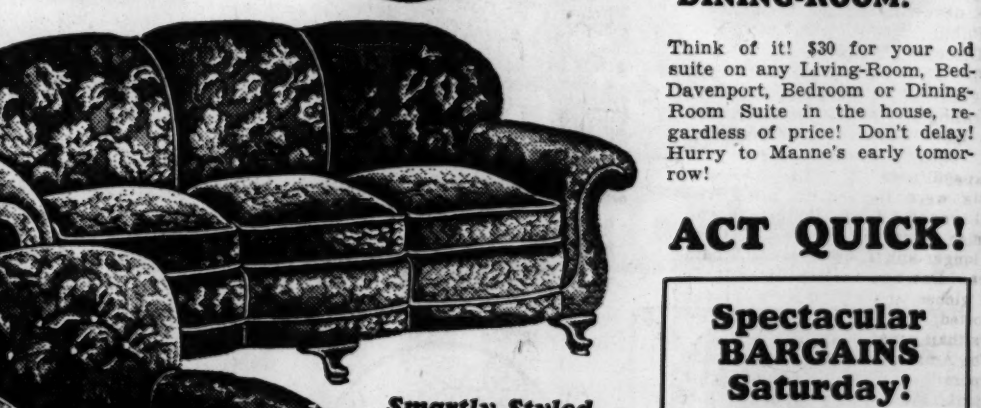 DINING-ROOM.
Think of it! $30 for your old
suite on any Living-Room, Bed-
Davenport, Bedroom or Dining-
Room Suite in the house, re-
gardless of price! Don't delay!
Hurry to Manne's early tomor-
row!
ACT QUICK!
Spectacular
BARGAINS
Saturday!
Smartly Styled